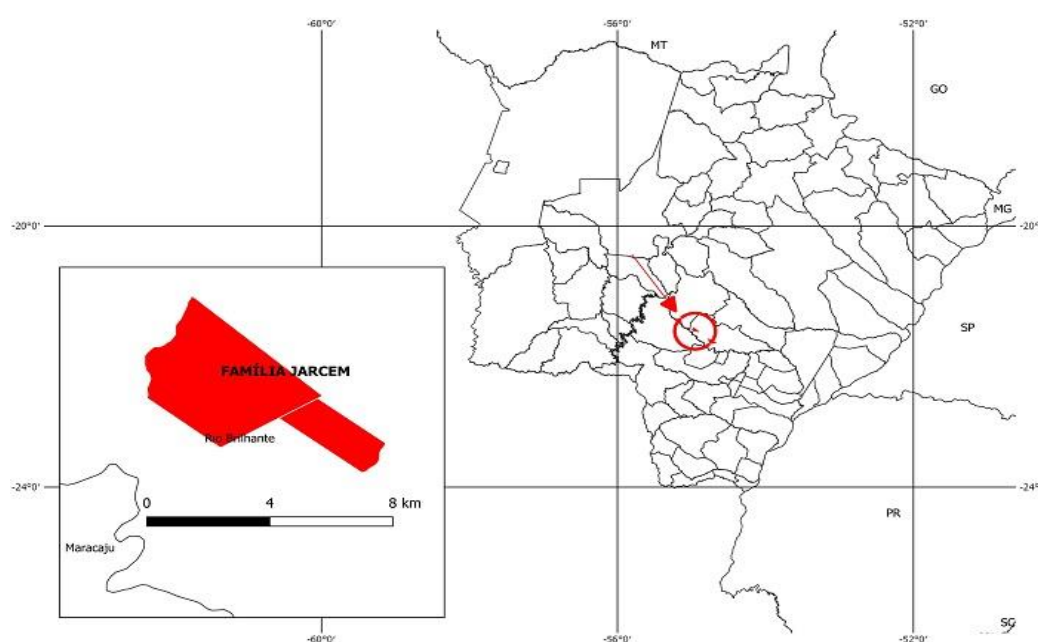 -60°0'
-56°0'
-52°0'
MT
GO
MG
-20°0'
-20°
SP
FAMÍLIA JARCEM
Rio Brilhante
-24°0'
-24°
0
4
8 km
PR
Maracaju
SC
-60°0'
-56°0'
-52°0'